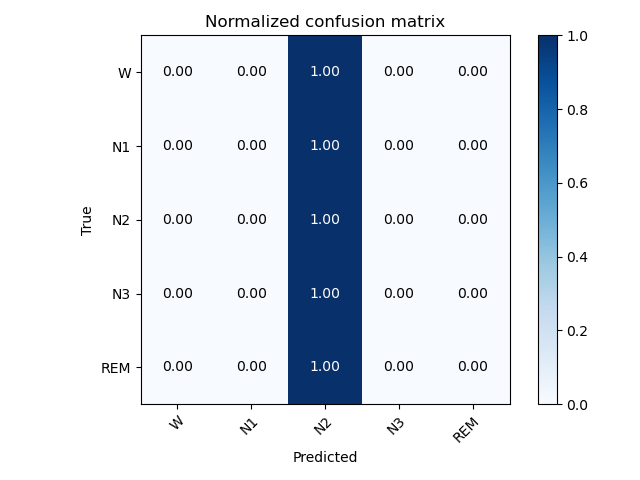 Normalized confusion matrix
W 0.00 0.00 1.00 0.00 0.00
N1 0.00 0.00 1.00 0.00 0.00
N2 0.00 0.00 1.00 0.00 0.00
N3 0.00 0.00 1.00 0.00 0.00
REM 0.00 0.00 1.00 0.00 0.00
W N1 N2 N3 REM
Predicted
True
1.0
0.8
0.6
0.4
0.2
0.0